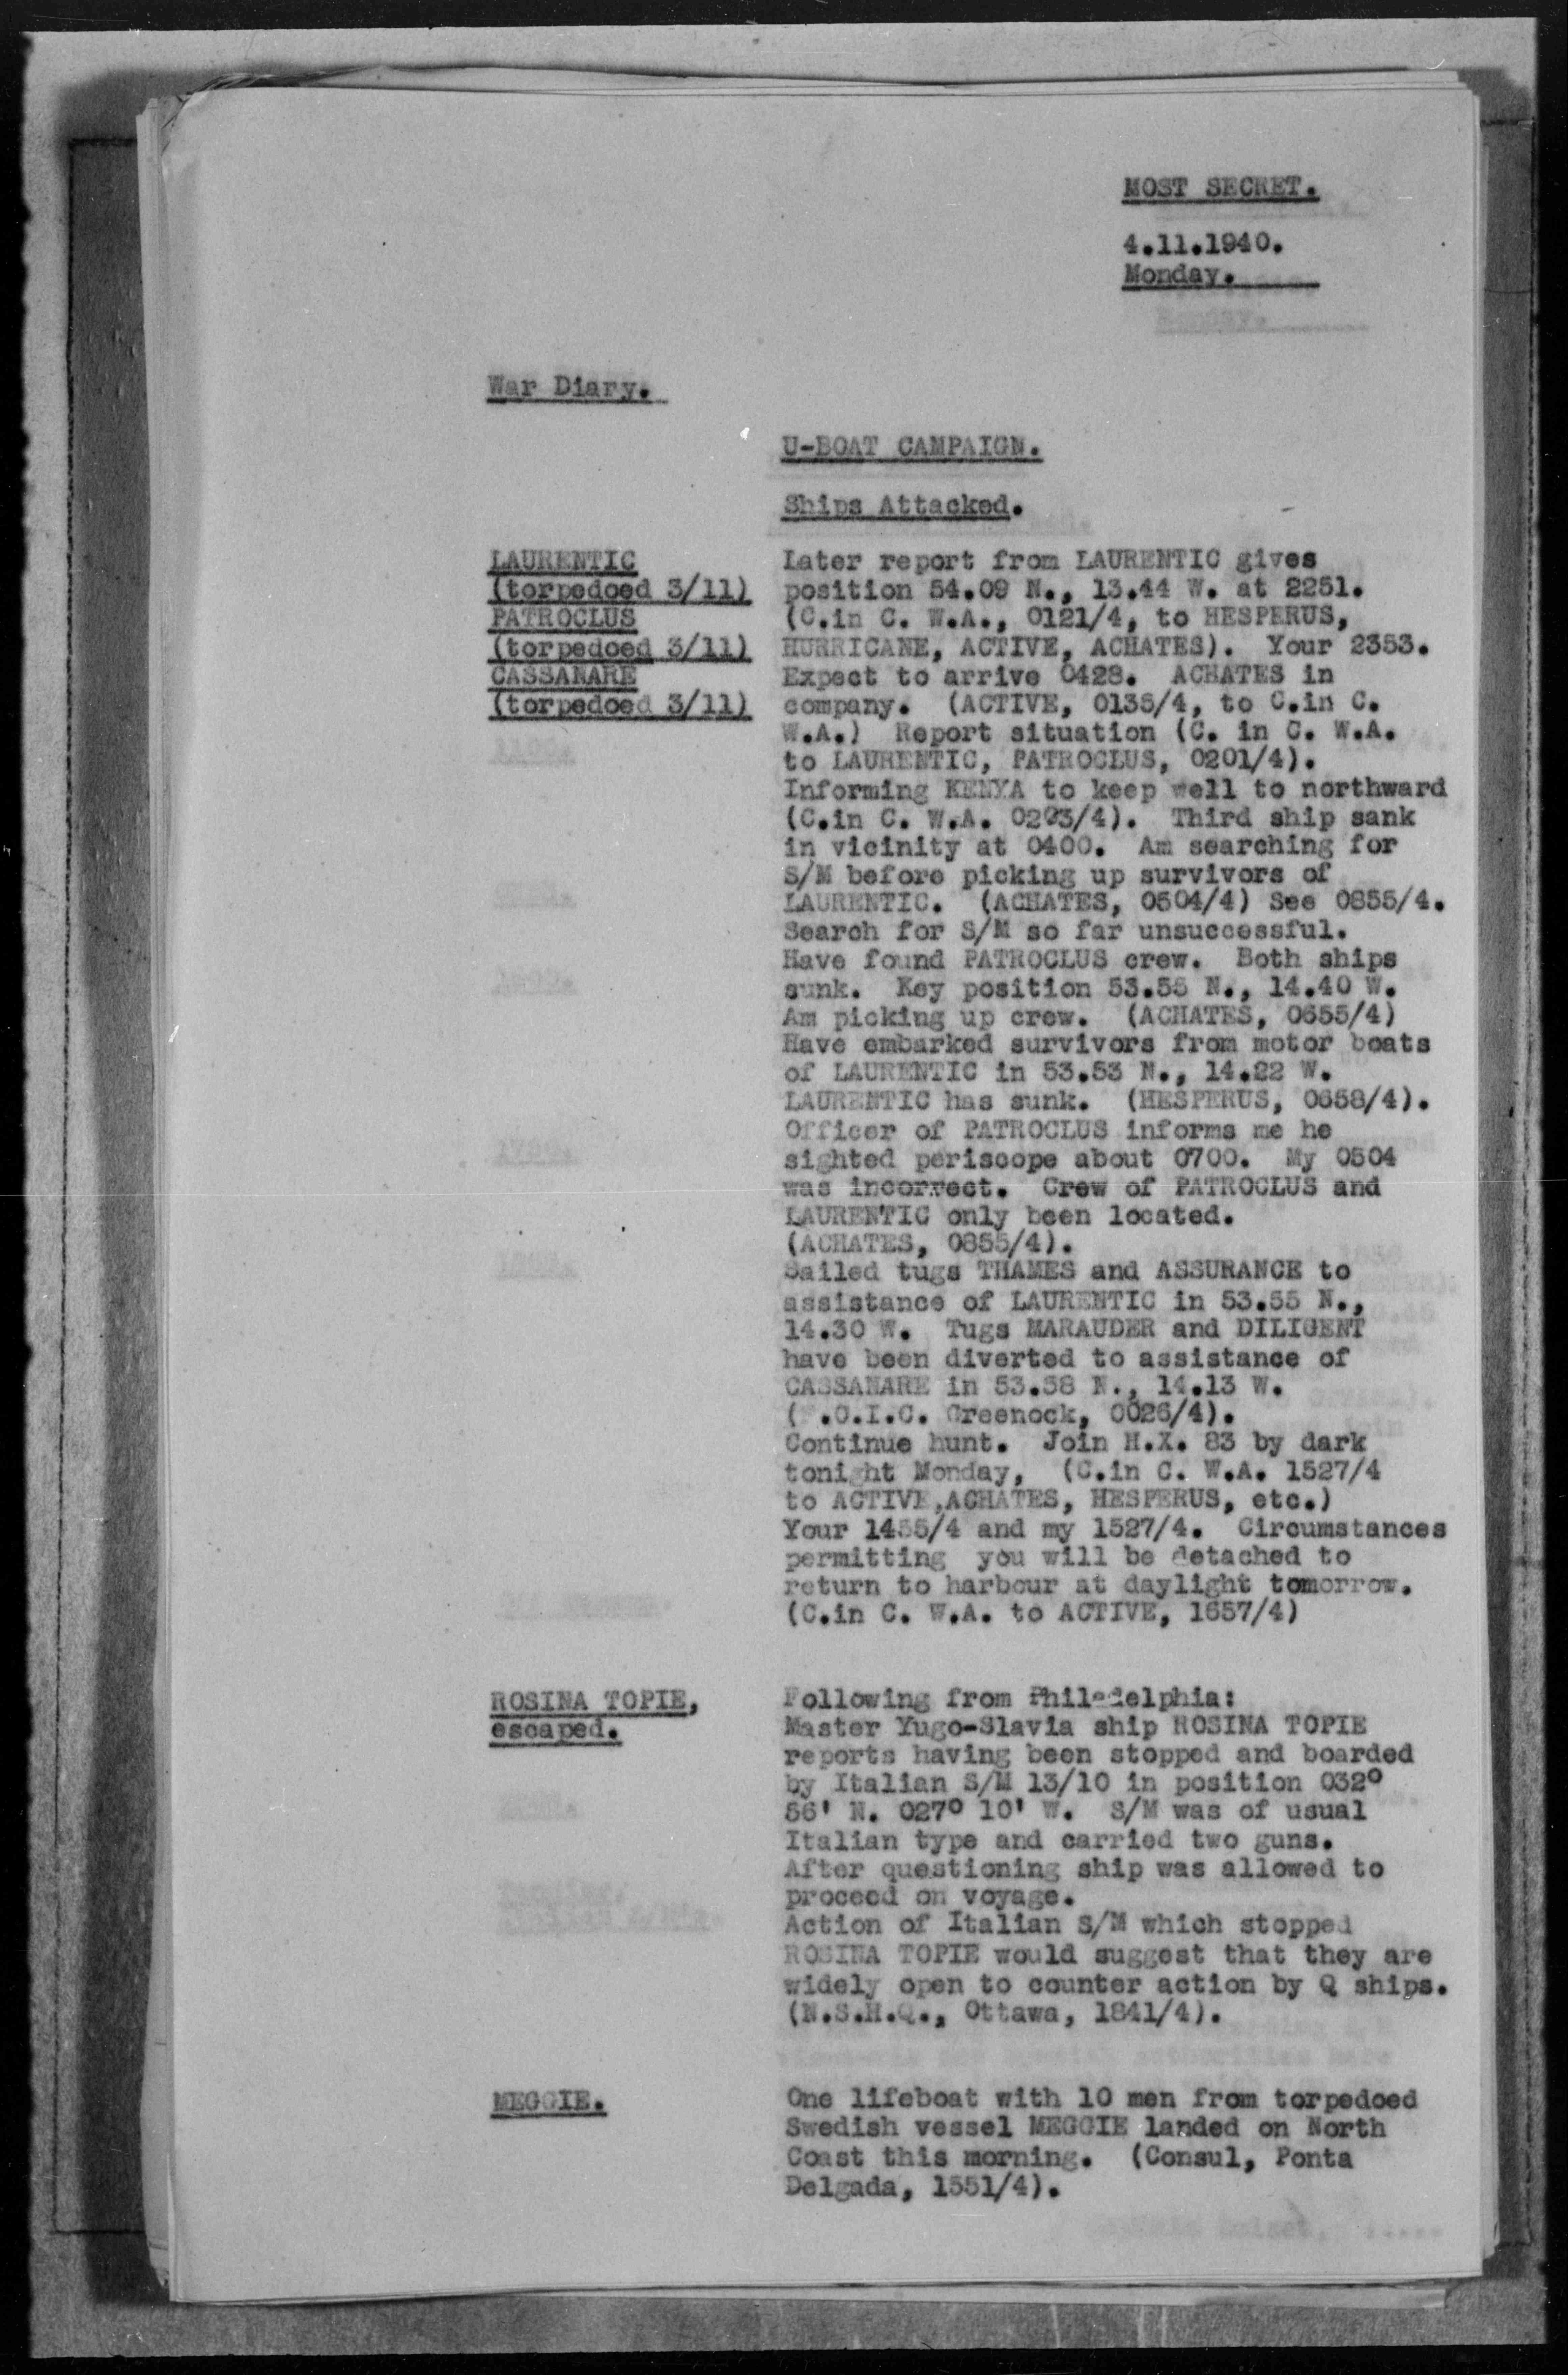 MOST SECRET.
4.11.1940.
Monday.
War Diary.
U-BOAT CAMPAIGN.
Ships Attacked.
LAURENTIC
(torpedoed 3/11)
PATROCLUS
(torpedoed 3/11)
CASSANARE
(torpedoed 3/11)
Later report from LAURENTIC gives
position 54.09 N., 13.44 W. at 2251.
(C.in C. W.A., 0121/4, to HESPERUS,
HURRICANE, ACTIVE, ACHATES). Your 2353.
Expect to arrive 0428. ACHATES in
company. (ACTIVE, 0135/4, to C.in C.
W.A.) Report situation (C. in C. W.A.
to LAURENTIC, PATROCLUS, 0201/4).
Informing KENYA to keep well to northward
(C.in C. W.A. 0203/4). Third ship sank
in vicinity at 0400. Am searching for
S/M before picking up survivors of
LAURENTIC. (ACHATES, 0504/4) See 0855/4.
Search for S/M so far unsuccessful.
Have found PATROCLUS crew. Both ships
sunk. Key position 53.55 N., 14.40 W.
Am picking up crew. (ACHATES, 0655/4)
Have embarked survivors from motor boats
of LAURENTIC in 53.53 N., 14.22 W.
LAURENTIC has sunk. (HESPERUS, 0658/4).
Officer of PATROCLUS informs me he
sighted periscope about 0700. My 0504
was incorrect. Crew of PATROCLUS and
LAURENTIC only been located.
(ACHATES, 0855/4).
Sailed tugs THAMES and ASSURANCE to
assistance of LAURENTIC in 53.55 N.,
14.30 W. Tugs MARAUDER and DILIGENT
have been diverted to assistance of
CASSANARE in 53.58 N., 14.13 W.
( .O.I.C. Greenock, 0026/4).
Continue hunt. Join H.X. 83 by dark
tonight Monday, (C.in C. W.A. 1527/4
to ACTIVE,ACHATES, HESPERUS, etc.)
Your 1455/4 and my 1527/4. Circumstances
permitting you will be detached to
return to harbour at daylight tomorrow.
(C.in C. W.A. to ACTIVE, 1657/4)
ROSINA TOPIE,
escaped.
Following from Philadelphia:
Master Yugo-Slavia ship ROSINA TOPIE
reports having been stopped and boarded
by Italian S/M 13/10 in position 032°
56' N. 027° 10' W. S/M was of usual
Italian type and carried two guns.
After questioning ship was allowed to
proceed on voyage.
Action of Italian S/M which stopped
ROSINA TOPIE would suggest that they are
widely open to counter action by Q ships.
(N.S.H.Q., Ottawa, 1841/4).
MEGGIE.
One lifeboat with 10 men from torpedoed
Swedish vessel MEGGIE landed on North
Coast this morning. (Consul, Ponta
Delgada, 1551/4).